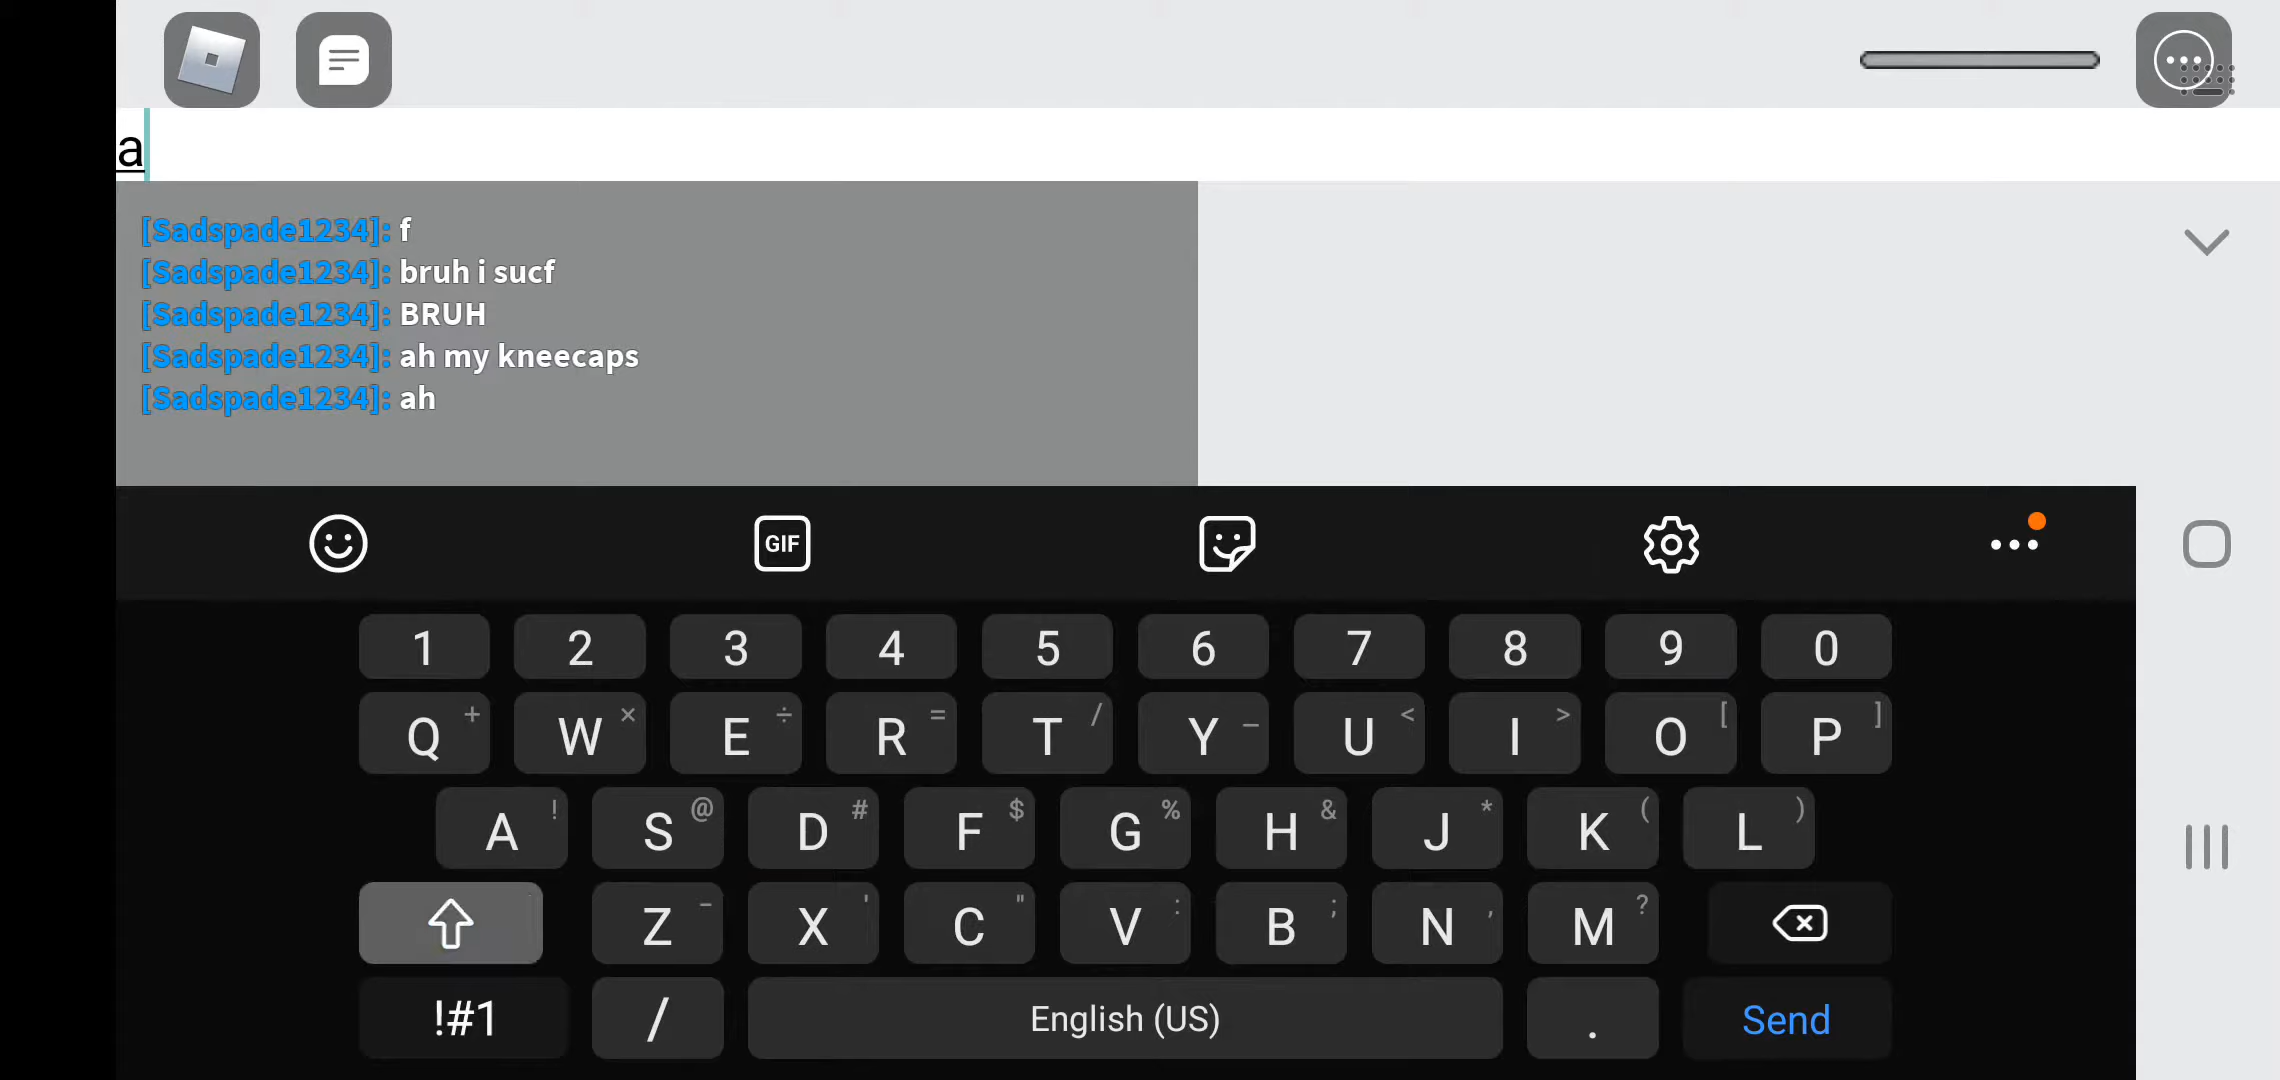 a
[Sadspade1234]: f
[Sadspade1234]: bruh i sucf
[Sadspade1234]: BRUH
[Sadspade1234]: ah my kneecaps
[Sadspade1234]: ah
GIF
1 2 3 4 5 6 7 8 9 0
Q + W × E ÷ R = T / Y _ U < I > O [ P ]
A ! S @ D # F $ G % H & J * K ( L )
Z - X ' C " V : B ; N , M ?
!#1 / English (US) . Send